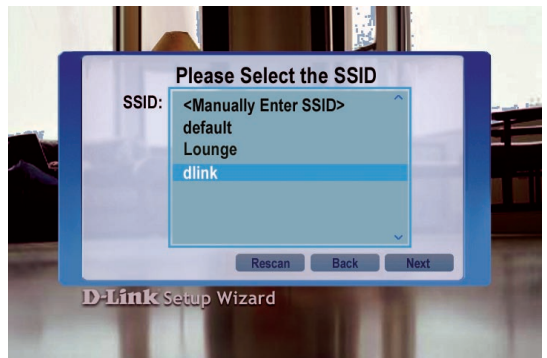 Please Select the SSID
SSID:
<Manually Enter SSID>
default
Lounge
dlink
Rescan Back Next
D-Link Setup Wizard